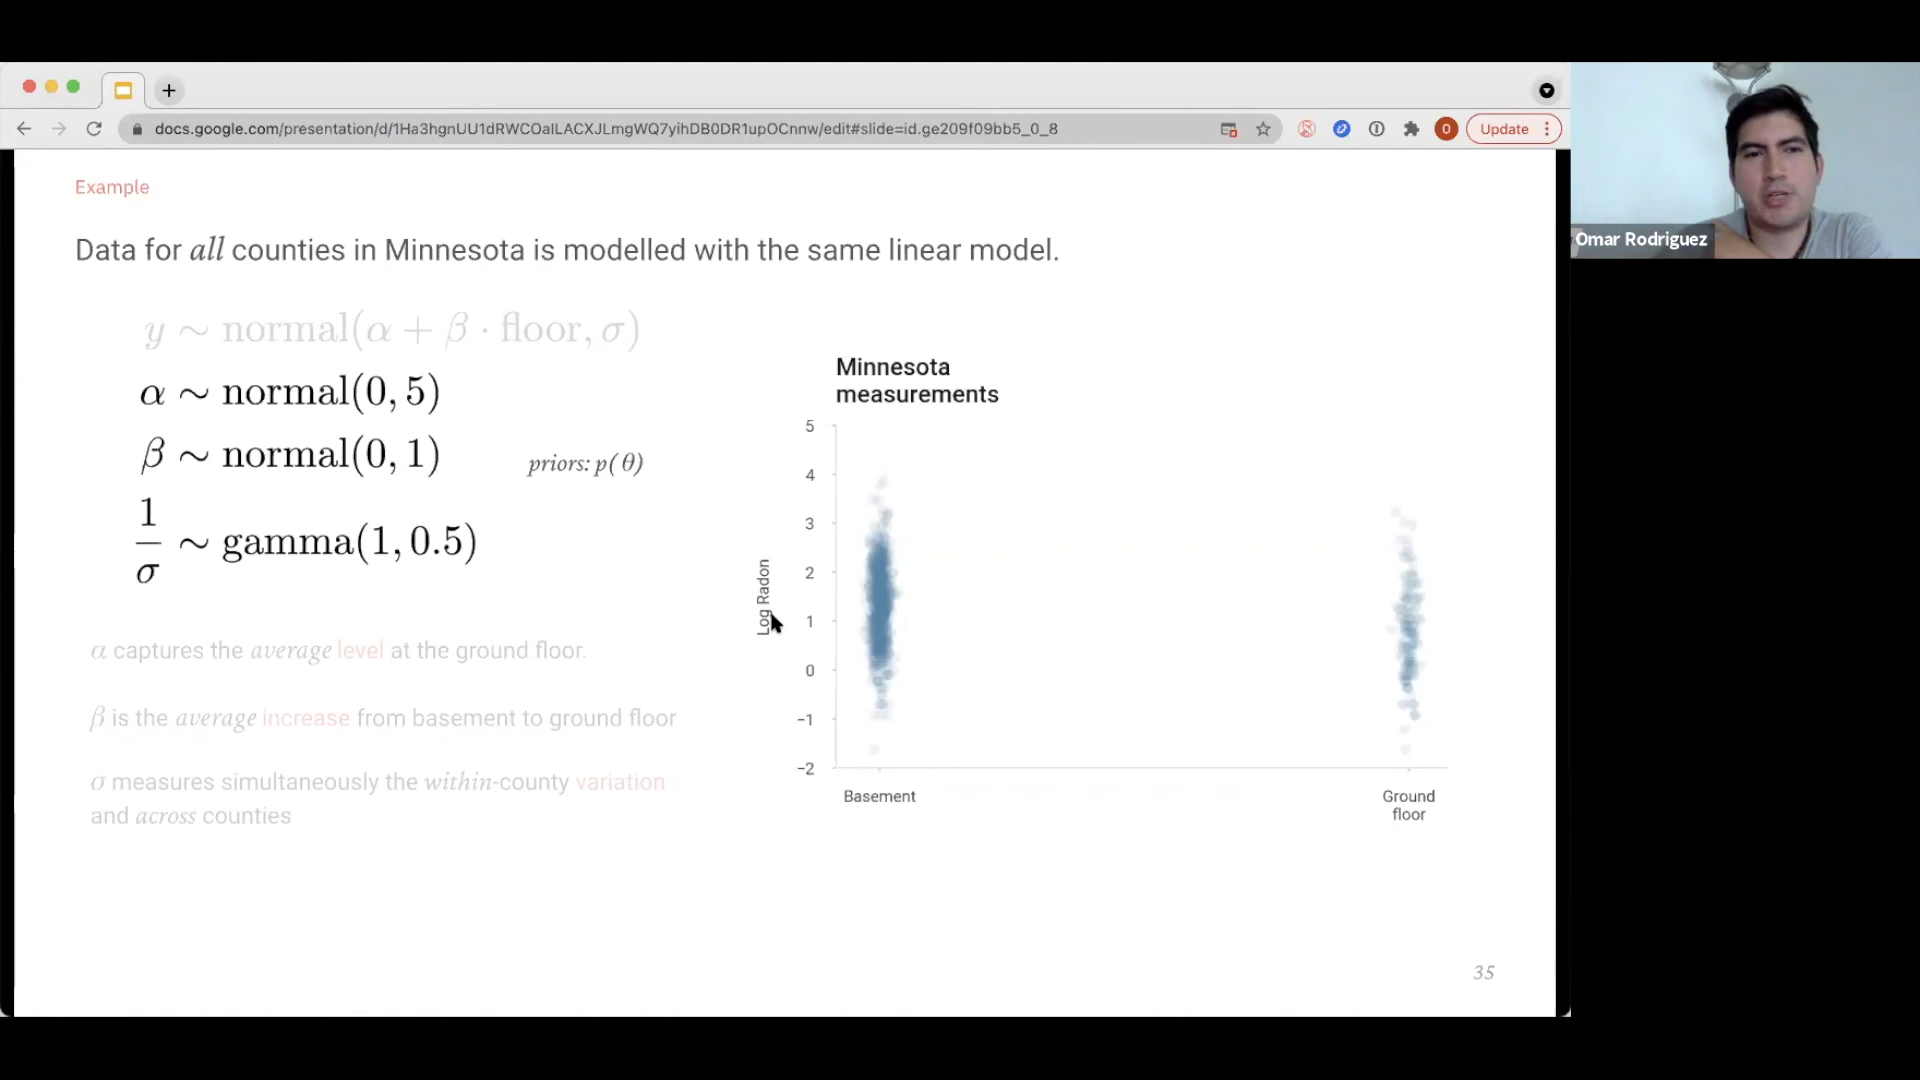 docs.google.com/presentation/d/1Ha3hgnUU1dRWCOalLACXJLmgWQ7yihDB0DR1upOCnnw/edit#slide=id.ge209f09bb5_0_8
O
Update
Omar Rodriguez
Example
Data for all counties in Minnesota is modelled with the same linear model.
y ~ normal(α + β · floor, σ)
α ~ normal(0, 5)
β ~ normal(0, 1)
priors: p(θ)
1/σ ~ gamma(1, 0.5)
α captures the average level at the ground floor.
β is the average increase from basement to ground floor
σ measures simultaneously the within-county variation
and across counties
Minnesota
measurements
Log Radon
5
4
3
2
1
0
−1
−2
Basement
Ground
floor
35